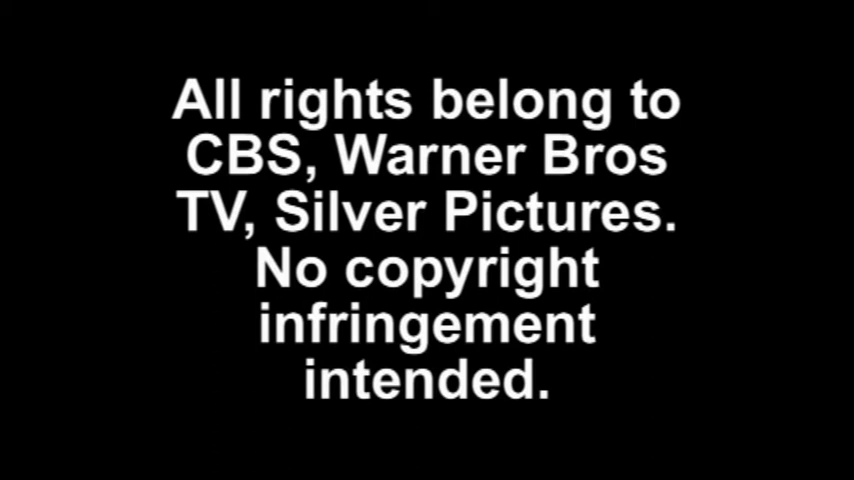 All rights belong to
CBS, Warner Bros
TV, Silver Pictures.
No copyright
infringement
intended.